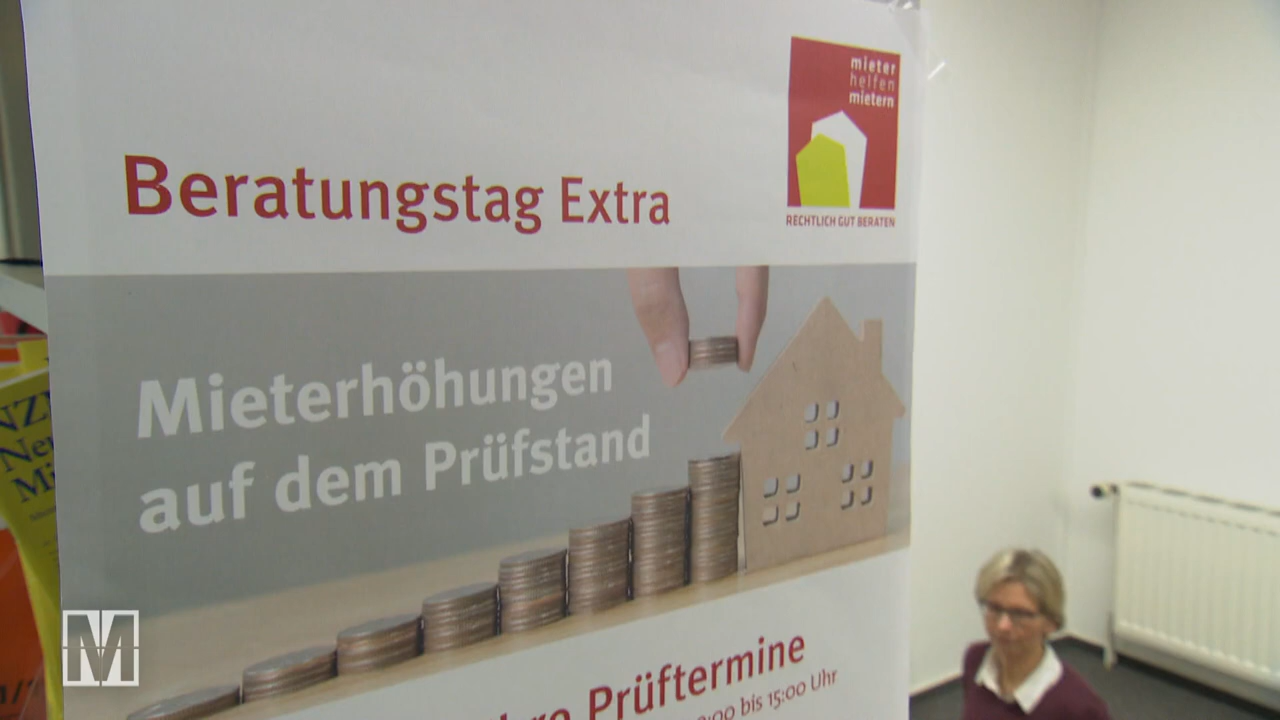 mieter
helfen
mietern
RECHTLICH GUT BERATEN
Beratungstag Extra
Mieterhöhungen
auf dem Prüfstand
Prüftermine
bis 15:00 Uhr
M